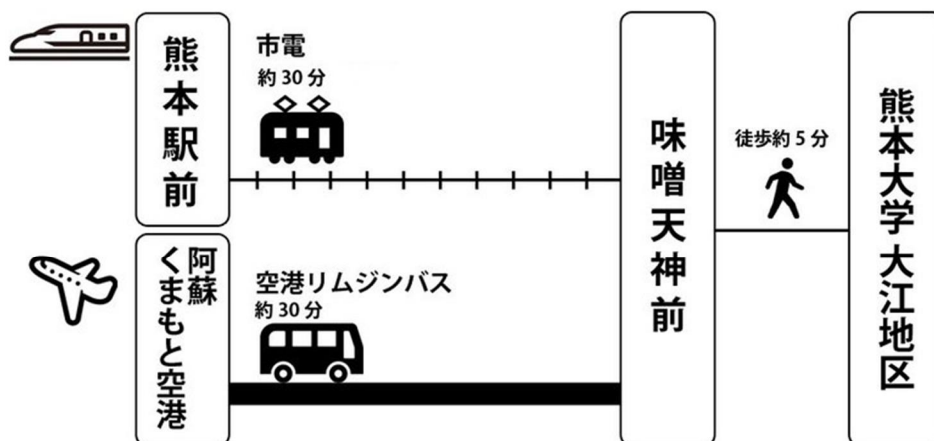 熊本駅前
市電
約30分
阿蘇
くまもと空港
空港リムジンバス
約30分
味噌天神前
徒歩約5分
熊本大学 大江地区